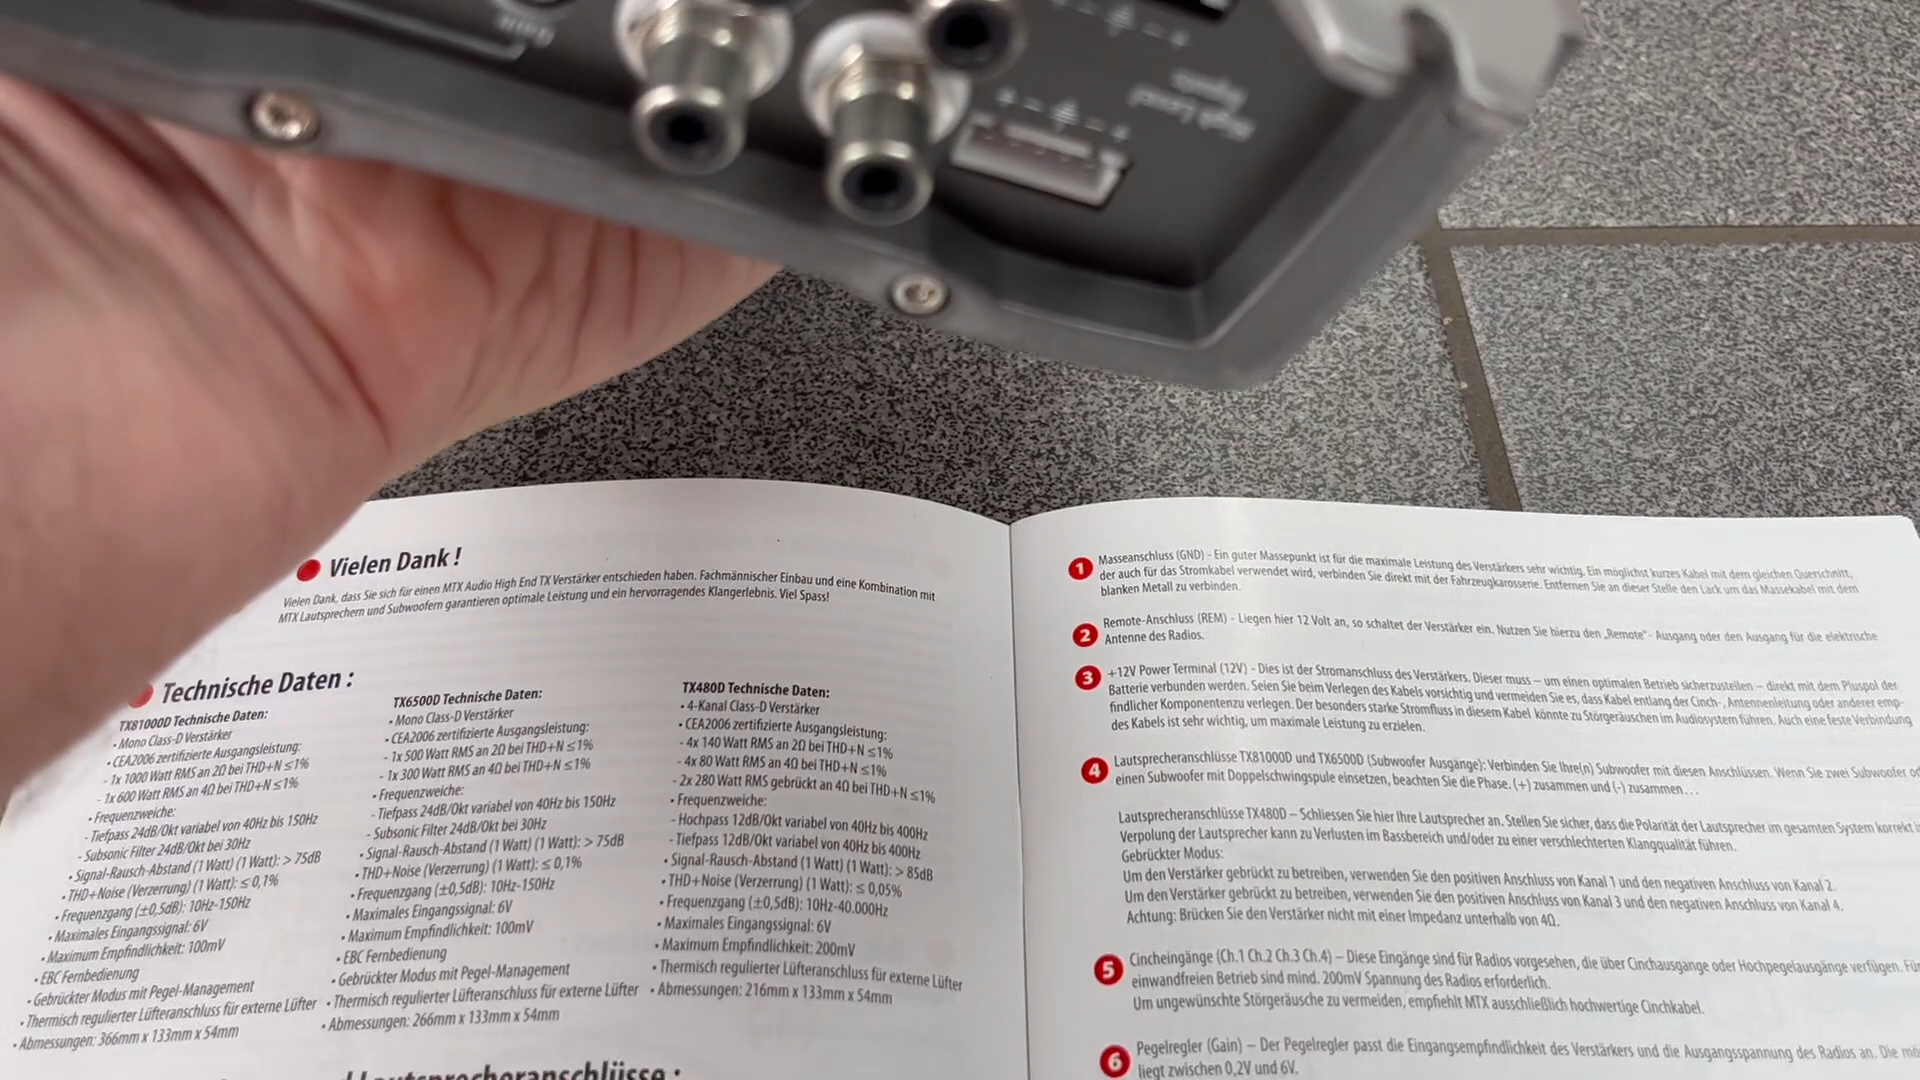 High Level
Inputs
Vielen Dank !
Vielen Dank, dass Sie sich für einen MTX Audio High End TX Verstärker entschieden haben. Fachmännischer Einbau und eine Kombination mit
MTX Lautsprechern und Subwoofern garantieren optimale Leistung und ein hervorragendes Klangerlebnis. Viel Spass!
Technische Daten :
TX81000D Technische Daten:
• Mono Class-D Verstärker
• CEA2006 zertifizierte Ausgangsleistung:
- 1x 1000 Watt RMS an 2Ω bei THD+N ≤1%
- 1x 600 Watt RMS an 4Ω bei THD+N ≤1%
• Frequenzweiche:
- Tiefpass 24dB/Okt variabel von 40Hz bis 150Hz
- Subsonic Filter 24dB/Okt bei 30Hz
• Signal-Rausch-Abstand (1 Watt) (1 Watt): > 75dB
• THD+Noise (Verzerrung) (1 Watt): ≤ 0,1%
• Frequenzgang (±0,5dB): 10Hz-150Hz
• Maximales Eingangssignal: 6V
• Maximum Empfindlichkeit: 100mV
• EBC Fernbedienung
• Gebrückter Modus mit Pegel-Management
• Thermisch regulierter Lüfteranschluss für externe Lüfter
• Abmessungen: 366mm x 133mm x 54mm
TX6500D Technische Daten:
• Mono Class-D Verstärker
• CEA2006 zertifizierte Ausgangsleistung:
- 1x 500 Watt RMS an 2Ω bei THD+N ≤1%
- 1x 300 Watt RMS an 4Ω bei THD+N ≤1%
• Frequenzweiche:
- Tiefpass 24dB/Okt variabel von 40Hz bis 150Hz
- Subsonic Filter 24dB/Okt bei 30Hz
• Signal-Rausch-Abstand (1 Watt) (1 Watt): > 75dB
• THD+Noise (Verzerrung) (1 Watt): ≤ 0,1%
• Frequenzgang (±0,5dB): 10Hz-150Hz
• Maximales Eingangssignal: 6V
• Maximum Empfindlichkeit: 100mV
• EBC Fernbedienung
• Gebrückter Modus mit Pegel-Management
• Thermisch regulierter Lüfteranschluss für externe Lüfter
• Abmessungen: 266mm x 133mm x 54mm
TX480D Technische Daten:
• 4-Kanal Class-D Verstärker
• CEA2006 zertifizierte Ausgangsleistung:
- 4x 140 Watt RMS an 2Ω bei THD+N ≤1%
- 4x 80 Watt RMS an 4Ω bei THD+N ≤1%
- 2x 280 Watt RMS gebrückt an 4Ω bei THD+N ≤1%
• Frequenzweiche:
- Hochpass 12dB/Okt variabel von 40Hz bis 400Hz
- Tiefpass 12dB/Okt variabel von 40Hz bis 400Hz
• Signal-Rausch-Abstand (1 Watt) (1 Watt): > 85dB
• THD+Noise (Verzerrung) (1 Watt): ≤ 0,05%
• Frequenzgang (±0,5dB): 10Hz-40.000Hz
• Maximales Eingangssignal: 6V
• Maximum Empfindlichkeit: 200mV
• Thermisch regulierter Lüfteranschluss für externe Lüfter
• Abmessungen: 216mm x 133mm x 54mm
Lautsprecheranschlüsse :
1 Masseanschluss (GND) - Ein guter Massepunkt ist für die maximale Leistung des Verstärkers sehr wichtig. Ein möglichst kurzes Kabel mit dem gleichen Querschnitt,
der auch für das Stromkabel verwendet wird, verbinden Sie direkt mit der Fahrzeugkarosserie. Entfernen Sie an dieser Stelle den Lack um das Massekabel mit dem
blanken Metall zu verbinden.
2 Remote-Anschluss (REM) - Liegen hier 12 Volt an, so schaltet der Verstärker ein. Nutzen Sie hierzu den „Remote“- Ausgang oder den Ausgang für die elektrische
Antenne des Radios.
3 +12V Power Terminal (12V) - Dies ist der Stromanschluss des Verstärkers. Dieser muss – um einen optimalen Betrieb sicherzustellen – direkt mit dem Pluspol der
Batterie verbunden werden. Seien Sie beim Verlegen des Kabels vorsichtig und vermeiden Sie es, dass Kabel entlang der Cinch-, Antennenleitung oder anderer emp-
findlicher Komponentenzu verlegen. Der besonders starke Stromfluss in diesem Kabel könnte zu Störgeräuschen im Audiosystem führen. Auch eine feste Verbindung
des Kabels ist sehr wichtig, um maximale Leistung zu erzielen.
4 Lautsprecheranschlüsse TX81000D und TX6500D (Subwoofer Ausgänge): Verbinden Sie Ihre(n) Subwoofer mit diesen Anschlüssen. Wenn Sie zwei Subwoofer
einen Subwoofer mit Doppelschwingspule einsetzen, beachten Sie die Phase. (+) zusammen und (-) zusammen…
Lautsprecheranschlüsse TX480D – Schliessen Sie hier Ihre Lautsprecher an. Stellen Sie sicher, dass die Polarität der Lautsprecher im gesamten System korrekt
Verpolung der Lautsprecher kann zu Verlusten im Bassbereich und/oder zu einer verschlechterten Klangqualität führen.
Gebrückter Modus:
Um den Verstärker gebrückt zu betreiben, verwenden Sie den positiven Anschluss von Kanal 1 und den negativen Anschluss von Kanal 2.
Um den Verstärker gebrückt zu betreiben, verwenden Sie den positiven Anschluss von Kanal 3 und den negativen Anschluss von Kanal 4.
Achtung: Brücken Sie den Verstärker nicht mit einer Impedanz unterhalb von 4Ω.
5 Cincheingänge (Ch.1 Ch.2 Ch.3 Ch.4) – Diese Eingänge sind für Radios vorgesehen, die über Cinchausgänge oder Hochpegelausgänge verfügen. Für
einwandfreien Betrieb sind mind. 200mV Spannung des Radios erforderlich.
Um ungewünschte Störgeräusche zu vermeiden, empfiehlt MTX ausschließlich hochwertige Cinchkabel.
6 Pegelregler (Gain) – Der Pegelregler passt die Eingangsempfindlichkeit des Verstärkers und die Ausgangsspannung des Radios an. Die
liegt zwischen 0,2V und 6V.